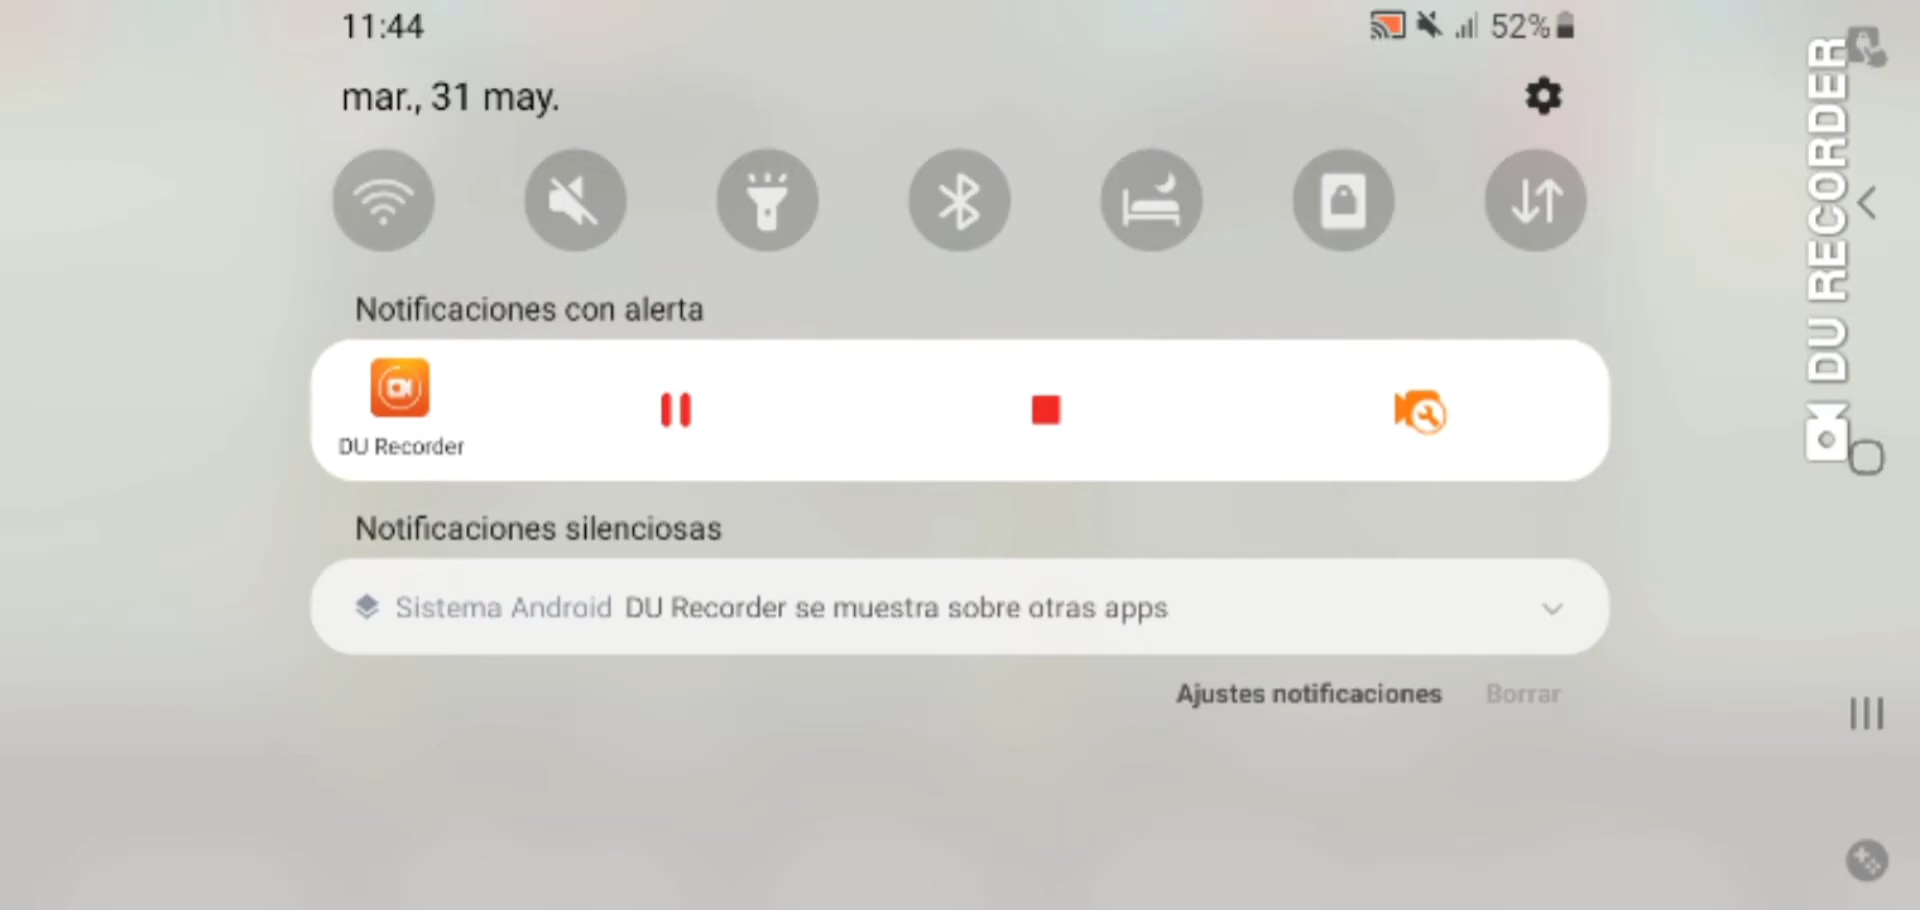 11:44
52%
mar., 31 may.
Notificaciones con alerta
DU Recorder
Notificaciones silenciosas
Sistema Android DU Recorder se muestra sobre otras apps
Ajustes notificaciones Borrar
DU RECORDER